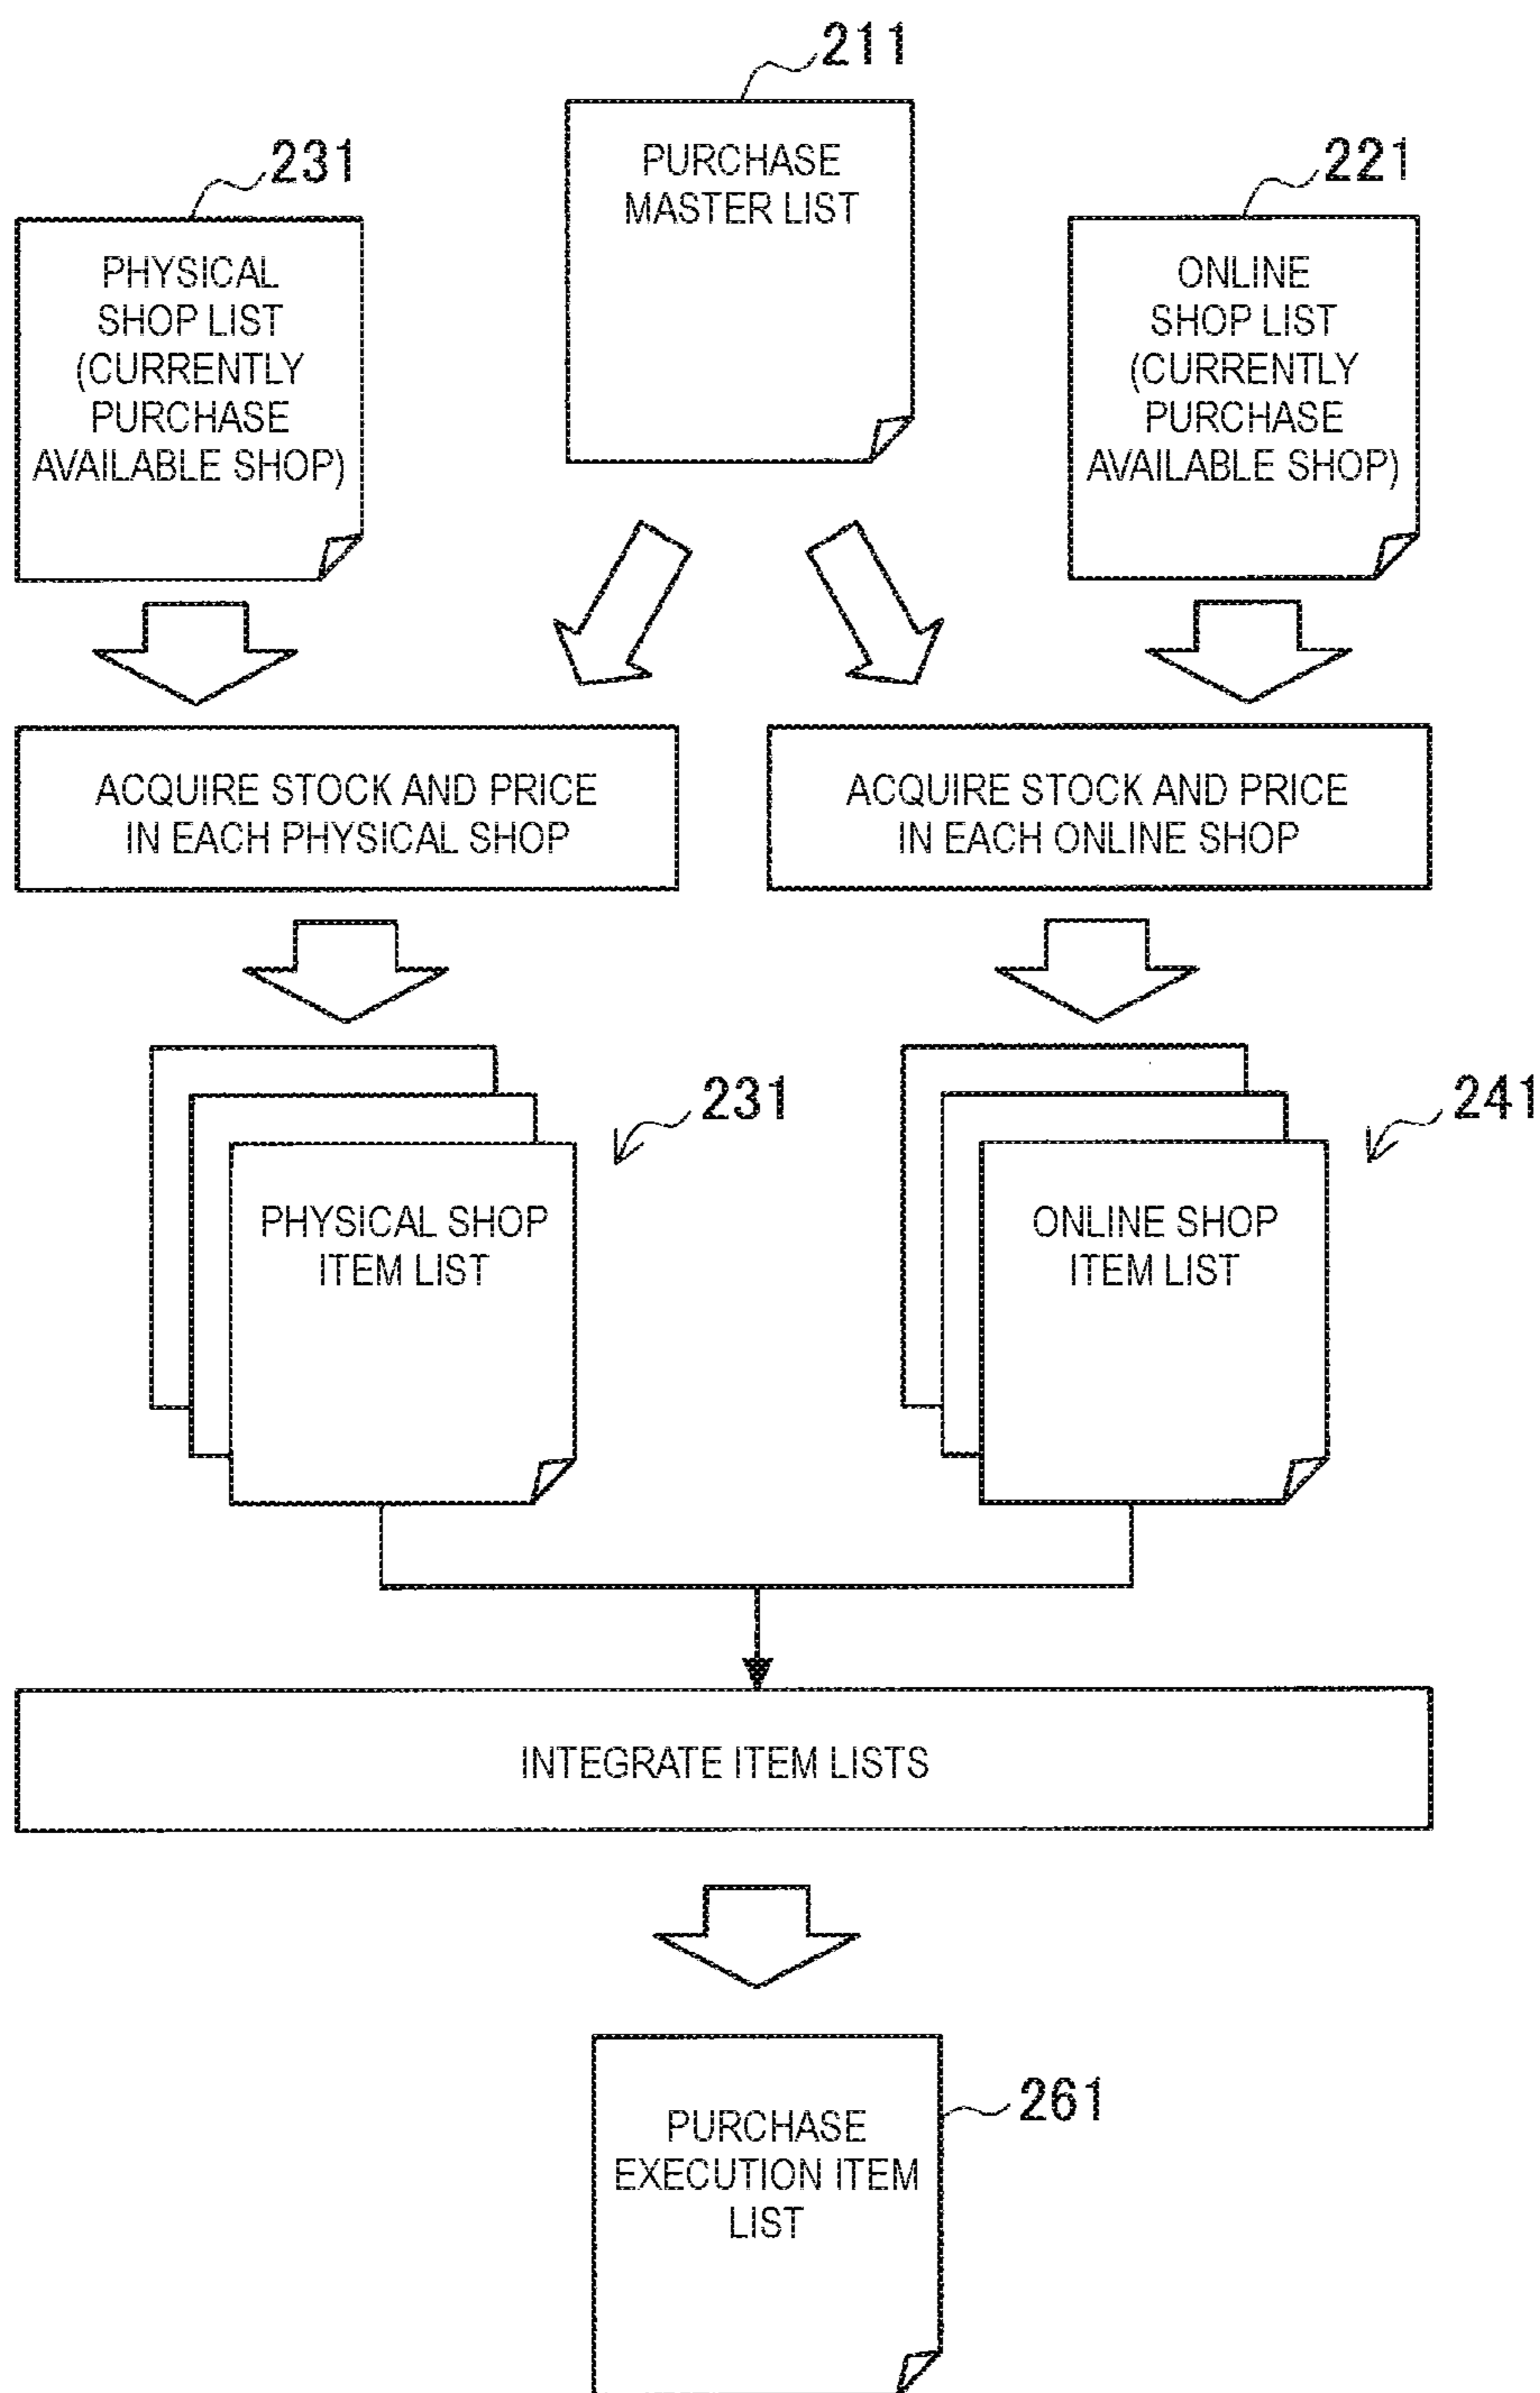 211
PURCHASE
MASTER LIST
231
PHYSICAL
SHOP LIST
(CURRENTLY
PURCHASE
AVAILABLE SHOP)
221
ONLINE
SHOP LIST
(CURRENTLY
PURCHASE
AVAILABLE SHOP)
ACQUIRE STOCK AND PRICE
IN EACH PHYSICAL SHOP
ACQUIRE STOCK AND PRICE
IN EACH ONLINE SHOP
231
PHYSICAL SHOP
ITEM LIST
241
ONLINE SHOP
ITEM LIST
INTEGRATE ITEM LISTS
261
PURCHASE
EXECUTION ITEM
LIST